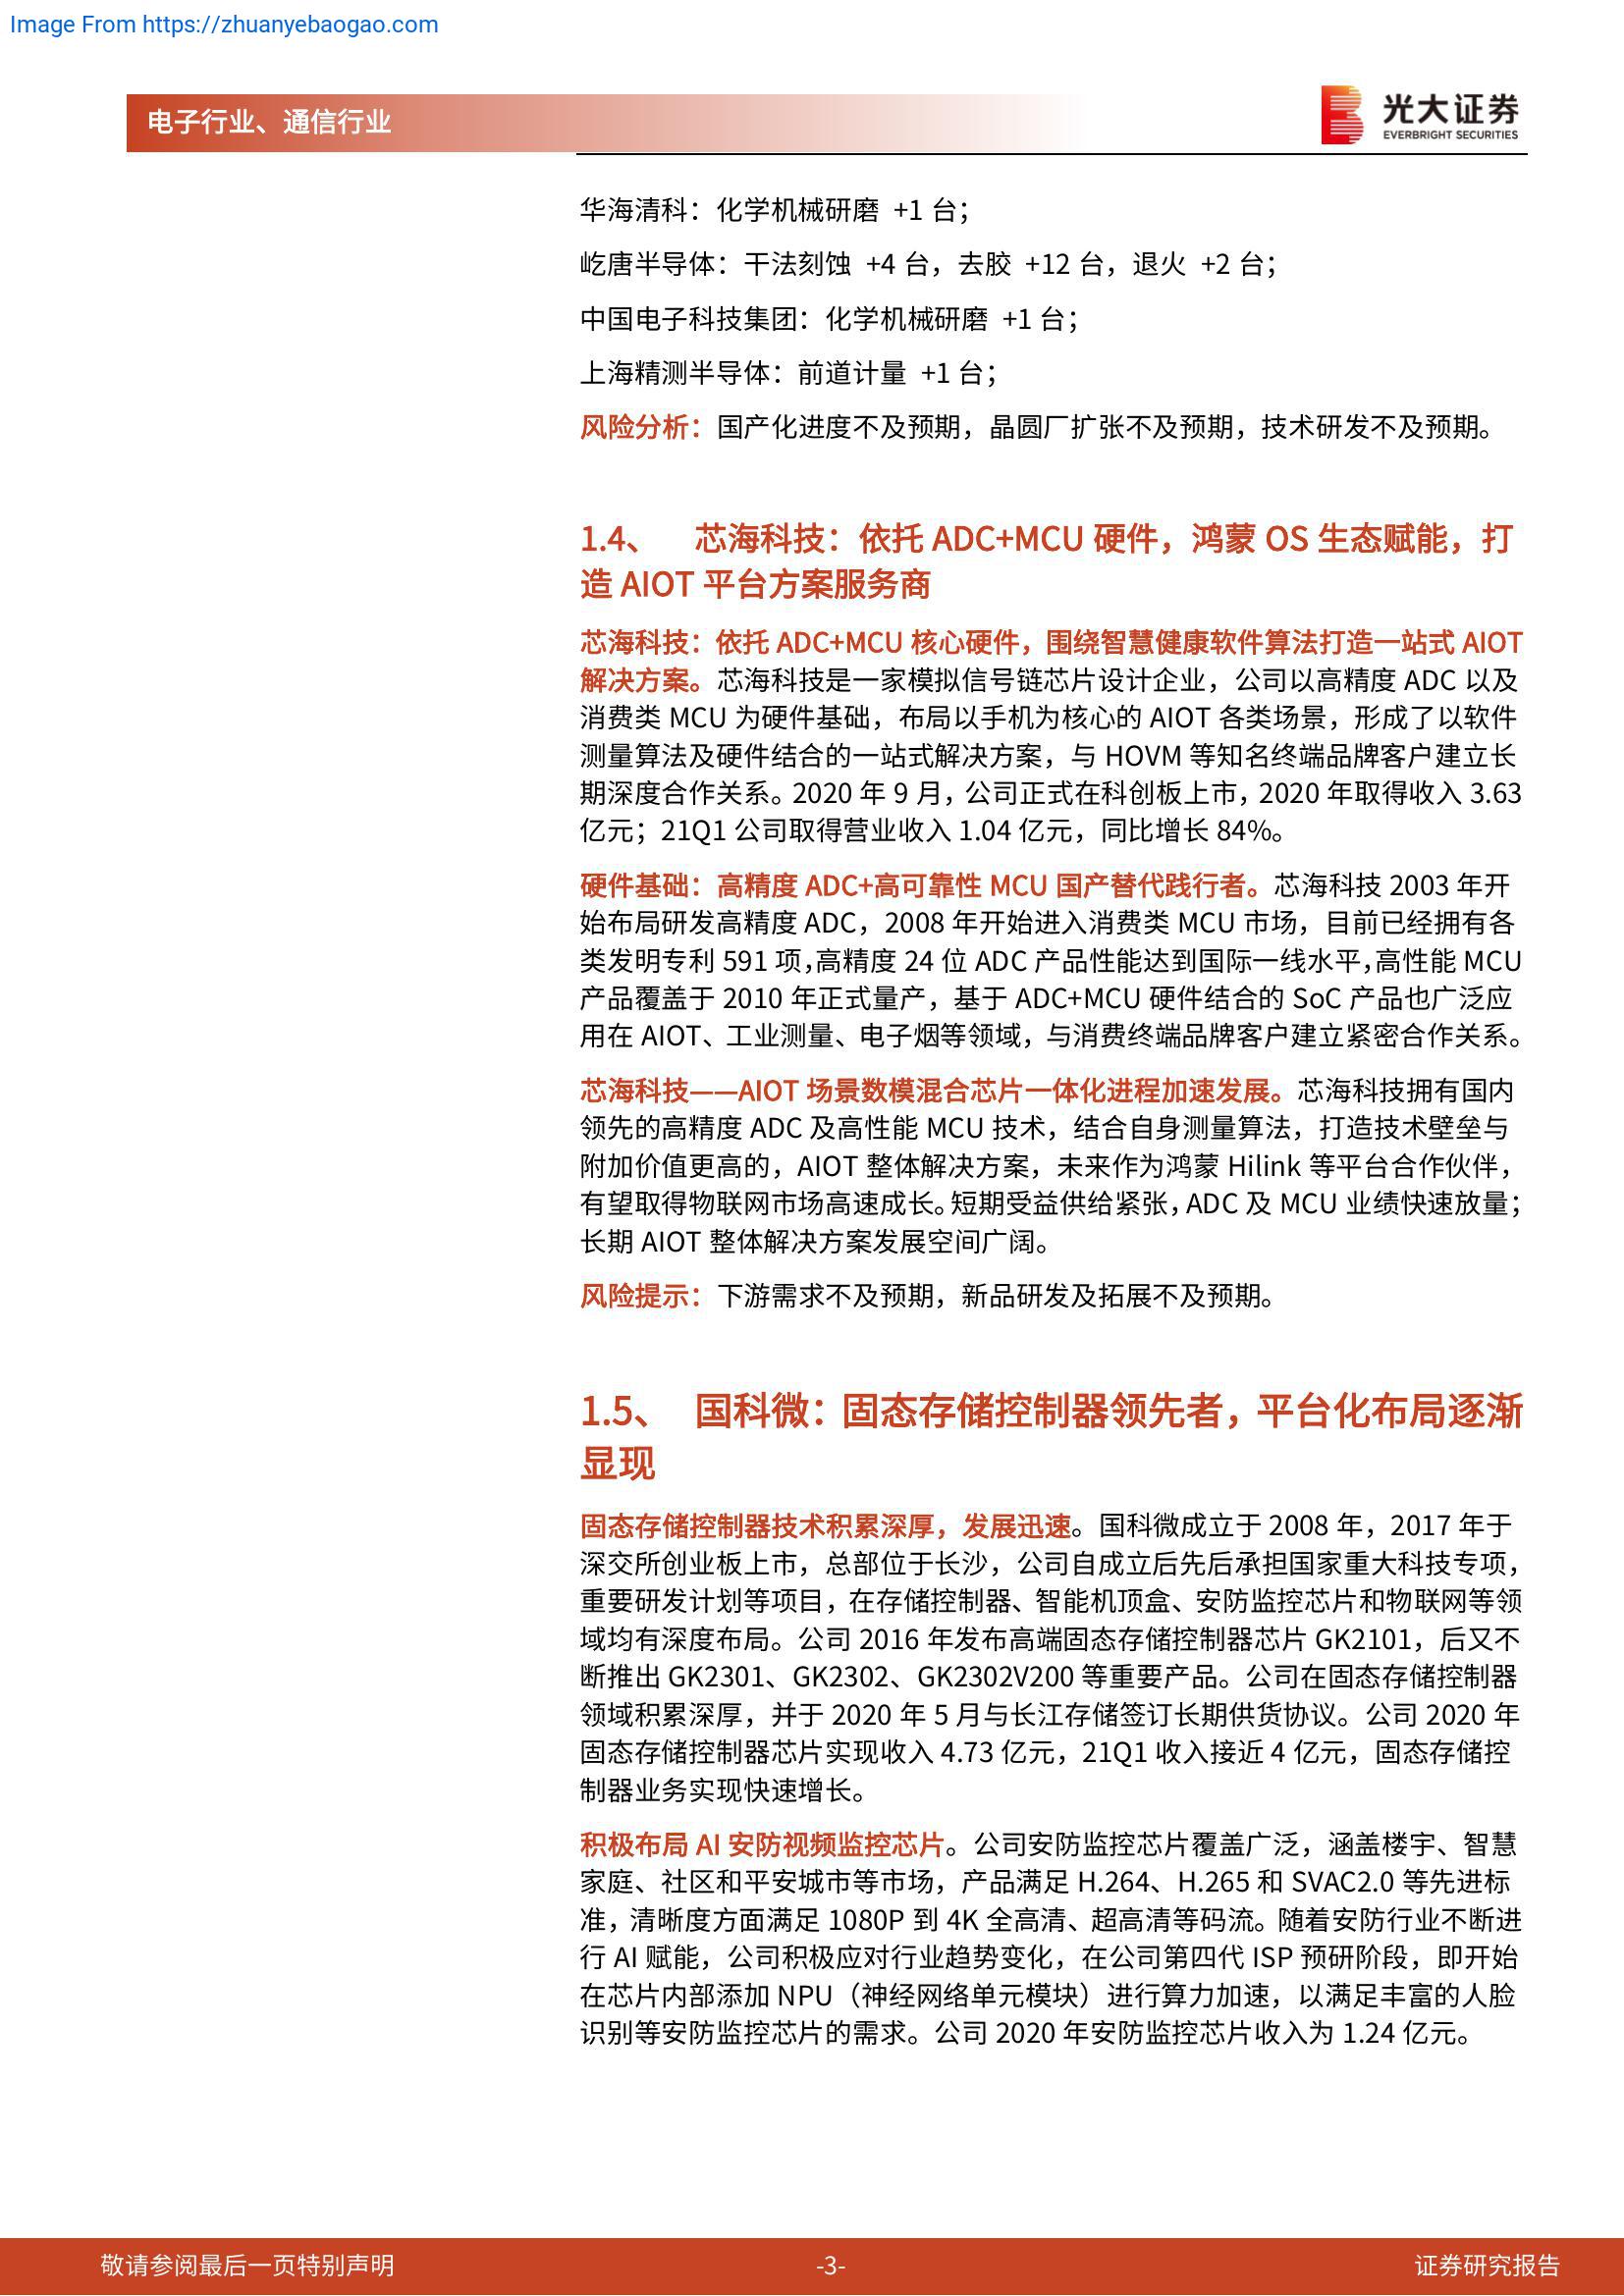 Image From https://zhuanyebaogao.com
电子行业、通信行业
光大证券
EVERBRIGHT SECURITIES
华海清科：化学机械研磨 +1 台；
屹唐半导体：干法刻蚀 +4 台，去胶 +12 台，退火 +2 台；
中国电子科技集团：化学机械研磨 +1 台；
上海精测半导体：前道计量 +1 台；
风险分析：国产化进度不及预期，晶圆厂扩张不及预期，技术研发不及预期。
1.4、 芯海科技：依托 ADC+MCU 硬件，鸿蒙 OS 生态赋能，打
造 AIOT 平台方案服务商
芯海科技：依托 ADC+MCU 核心硬件，围绕智慧健康软件算法打造一站式 AIOT
解决方案。芯海科技是一家模拟信号链芯片设计企业，公司以高精度 ADC 以及
消费类 MCU 为硬件基础，布局以手机为核心的 AIOT 各类场景，形成了以软件
测量算法及硬件结合的一站式解决方案，与 HOVM 等知名终端品牌客户建立长
期深度合作关系。2020 年 9 月，公司正式在科创板上市，2020 年取得收入 3.63
亿元；21Q1 公司取得营业收入 1.04 亿元，同比增长 84%。
硬件基础：高精度 ADC+高可靠性 MCU 国产替代践行者。芯海科技 2003 年开
始布局研发高精度 ADC，2008 年开始进入消费类 MCU 市场，目前已经拥有各
类发明专利 591 项，高精度 24 位 ADC 产品性能达到国际一线水平，高性能 MCU
产品覆盖于 2010 年正式量产，基于 ADC+MCU 硬件结合的 SoC 产品也广泛应
用在 AIOT、工业测量、电子烟等领域，与消费终端品牌客户建立紧密合作关系。
芯海科技——AIOT 场景数模混合芯片一体化进程加速发展。芯海科技拥有国内
领先的高精度 ADC 及高性能 MCU 技术，结合自身测量算法，打造技术壁垒与
附加价值更高的，AIOT 整体解决方案，未来作为鸿蒙 Hilink 等平台合作伙伴，
有望取得物联网市场高速成长。短期受益供给紧张，ADC 及 MCU 业绩快速放量；
长期 AIOT 整体解决方案发展空间广阔。
风险提示：下游需求不及预期，新品研发及拓展不及预期。
1.5、 国科微：固态存储控制器领先者，平台化布局逐渐
显现
固态存储控制器技术积累深厚，发展迅速。国科微成立于 2008 年，2017 年于
深交所创业板上市，总部位于长沙，公司自成立后先后承担国家重大科技专项，
重要研发计划等项目，在存储控制器、智能机顶盒、安防监控芯片和物联网等领
域均有深度布局。公司 2016 年发布高端固态存储控制器芯片 GK2101，后又不
断推出 GK2301、GK2302、GK2302V200 等重要产品。公司在固态存储控制器
领域积累深厚，并于 2020 年 5 月与长江存储签订长期供货协议。公司 2020 年
固态存储控制器芯片实现收入 4.73 亿元，21Q1 收入接近 4 亿元，固态存储控
制器业务实现快速增长。
积极布局 AI 安防视频监控芯片。公司安防监控芯片覆盖广泛，涵盖楼宇、智慧
家庭、社区和平安城市等市场，产品满足 H.264、H.265 和 SVAC2.0 等先进标
准，清晰度方面满足 1080P 到 4K 全高清、超高清等码流。随着安防行业不断进
行 AI 赋能，公司积极应对行业趋势变化，在公司第四代 ISP 预研阶段，即开始
在芯片内部添加 NPU（神经网络单元模块）进行算力加速，以满足丰富的人脸
识别等安防监控芯片的需求。公司 2020 年安防监控芯片收入为 1.24 亿元。
敬请参阅最后一页特别声明
-3-
证券研究报告